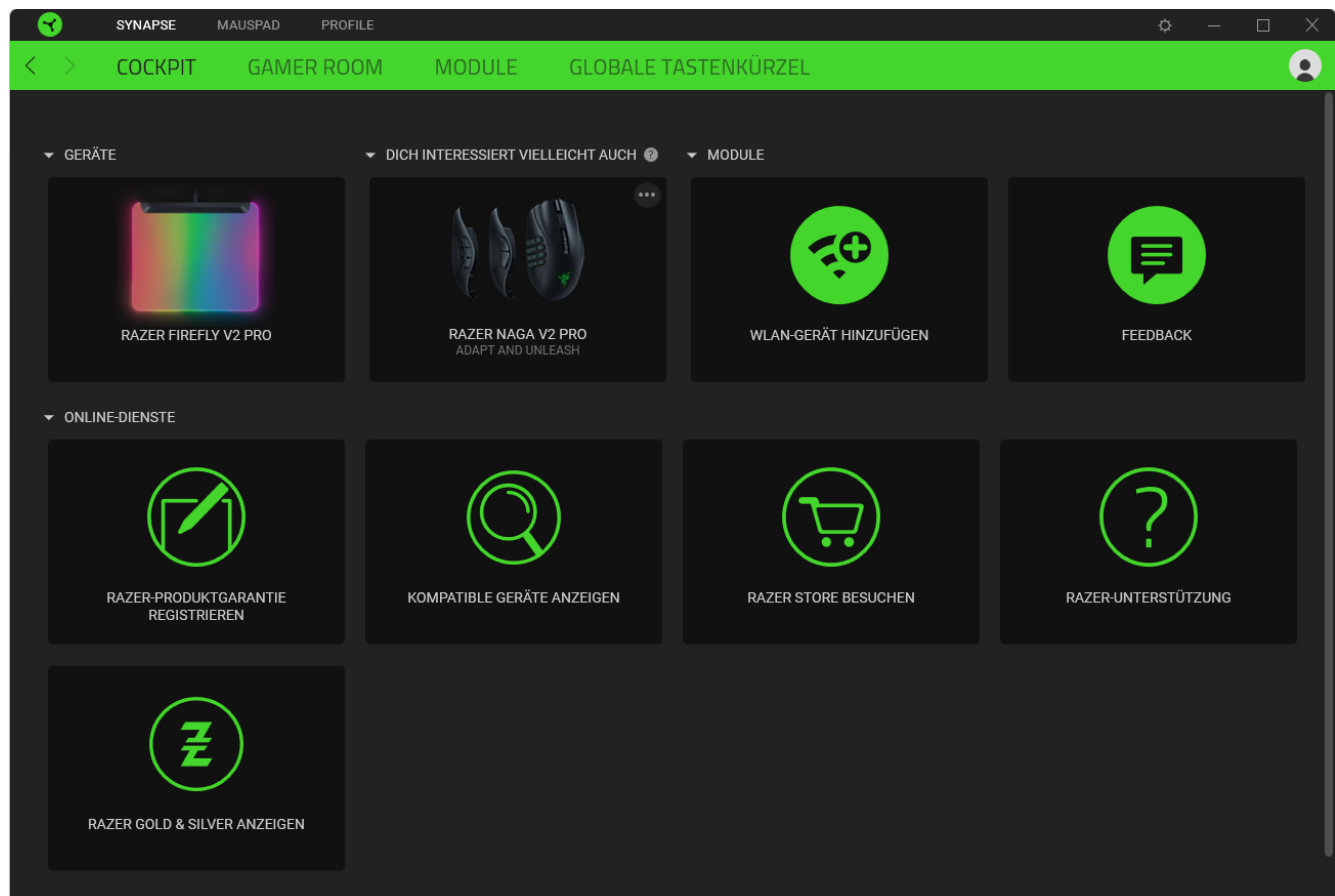 SYNAPSE MAUSPAD PROFILE
COCKPIT GAMER ROOM MODULE GLOBALE TASTENKÜRZEL
GERÄTE
DICH INTERESSIERT VIELLEICHT AUCH ?
MODULE
RAZER FIREFLY V2 PRO
RAZER NAGA V2 PRO
ADAPT AND UNLEASH
WLAN-GERÄT HINZUFÜGEN
FEEDBACK
ONLINE-DIENSTE
RAZER-PRODUKTGARANTIE
REGISTRIEREN
KOMPATIBLE GERÄTE ANZEIGEN
RAZER STORE BESUCHEN
RAZER-UNTERSTÜTZUNG
RAZER GOLD & SILVER ANZEIGEN